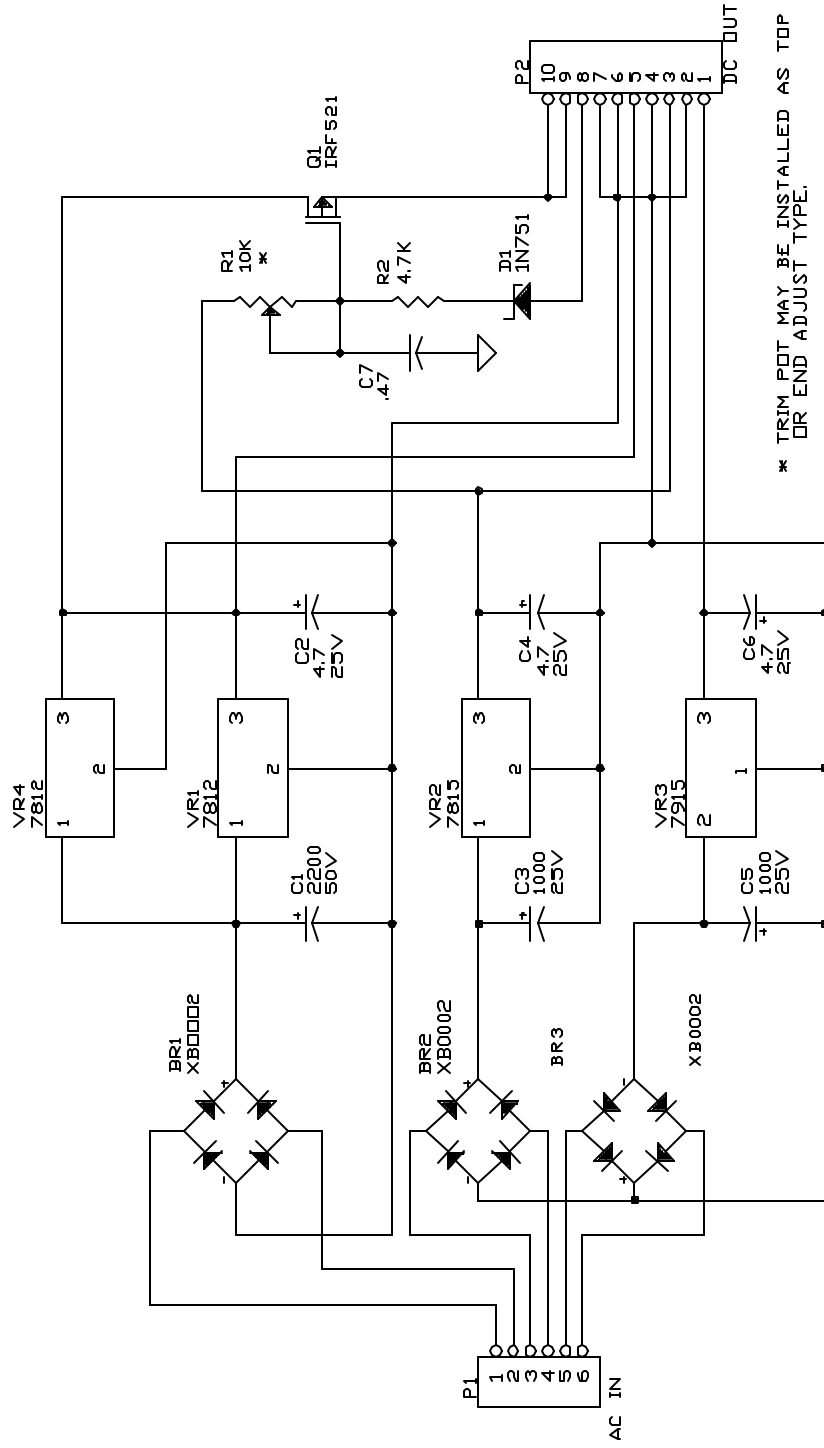 VR4
7812
1
2
3
VR1
7812
1
2
3
C1
2200
50V
+
C2
4.7
25V
+
BR1
XB0002
+
-
VR2
7815
1
2
3
C3
1000
25V
+
C4
4.7
25V
+
BR2
XB0002
+
-
VR3
7915
2
1
3
C5
1000
25V
+
C6
4.7
25V
+
BR3
XB0002
-
+
R1
10K
*
Q1
IRF521
R2
4.7K
D1
1N751
C7
.47
P1
1
2
3
4
5
6
AC IN
P2
10
9
8
7
6
5
4
3
2
1
DC OUT
* TRIM POT MAY BE INSTALLED AS TOP
OR END ADJUST TYPE.